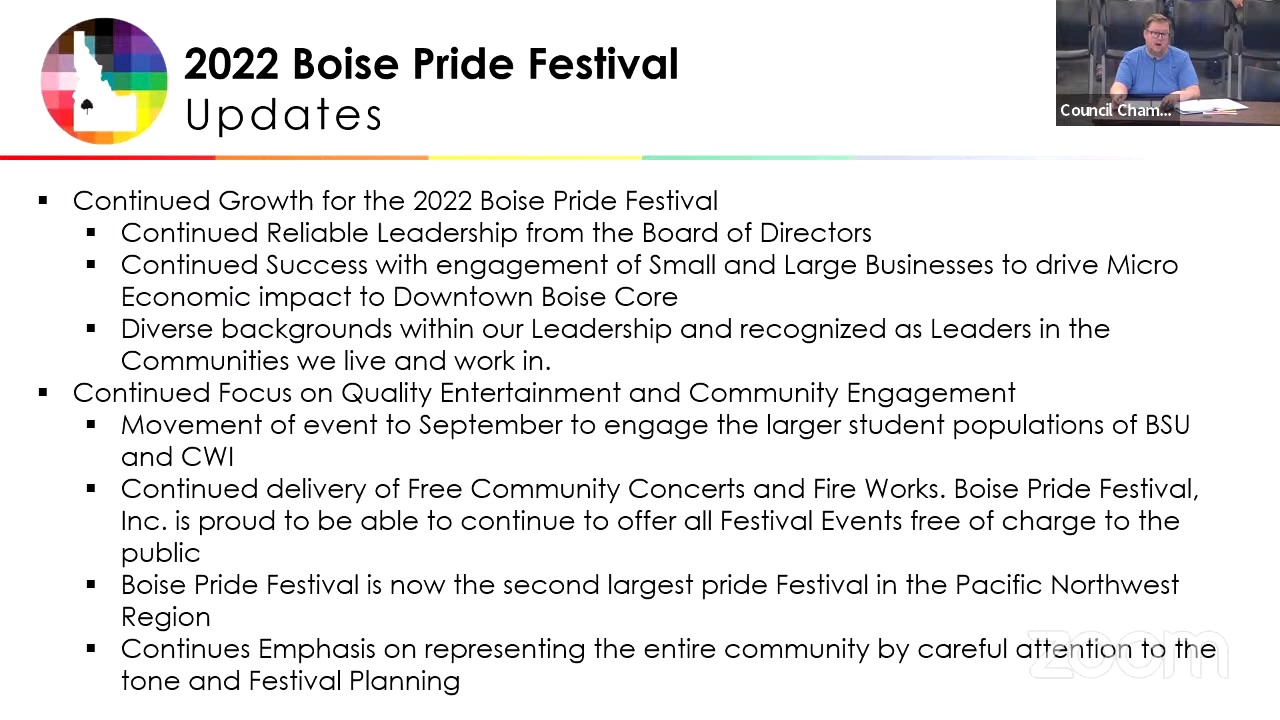 2022 Boise Pride Festival
Updates
Council Cham...
▪ Continued Growth for the 2022 Boise Pride Festival
▪ Continued Reliable Leadership from the Board of Directors
▪ Continued Success with engagement of Small and Large Businesses to drive Micro
Economic impact to Downtown Boise Core
▪ Diverse backgrounds within our Leadership and recognized as Leaders in the
Communities we live and work in.
▪ Continued Focus on Quality Entertainment and Community Engagement
▪ Movement of event to September to engage the larger student populations of BSU
and CWI
▪ Continued delivery of Free Community Concerts and Fire Works. Boise Pride Festival,
Inc. is proud to be able to continue to offer all Festival Events free of charge to the
public
▪ Boise Pride Festival is now the second largest pride Festival in the Pacific Northwest
Region
▪ Continues Emphasis on representing the entire community by careful attention to the
tone and Festival Planning
zoom